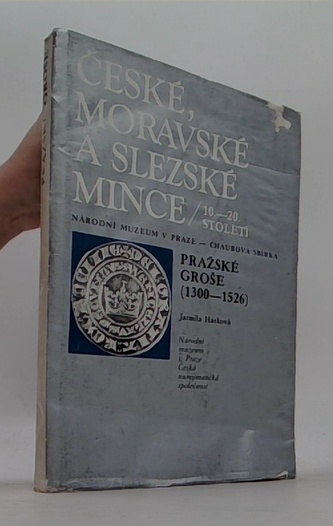 ČESKÉ,
MORAVSKÉ
A SLEZSKÉ
MINCE / 10.—20.
STOLETÍ
NÁRODNÍ MUZEUM V PRAZE — CHAUROVA SBÍRKA
PRAŽSKÉ
GROŠE
(1300—1526)
Jarmila Hásková
Národní
muzeum
v Praze
Česká
numismatická
společnost